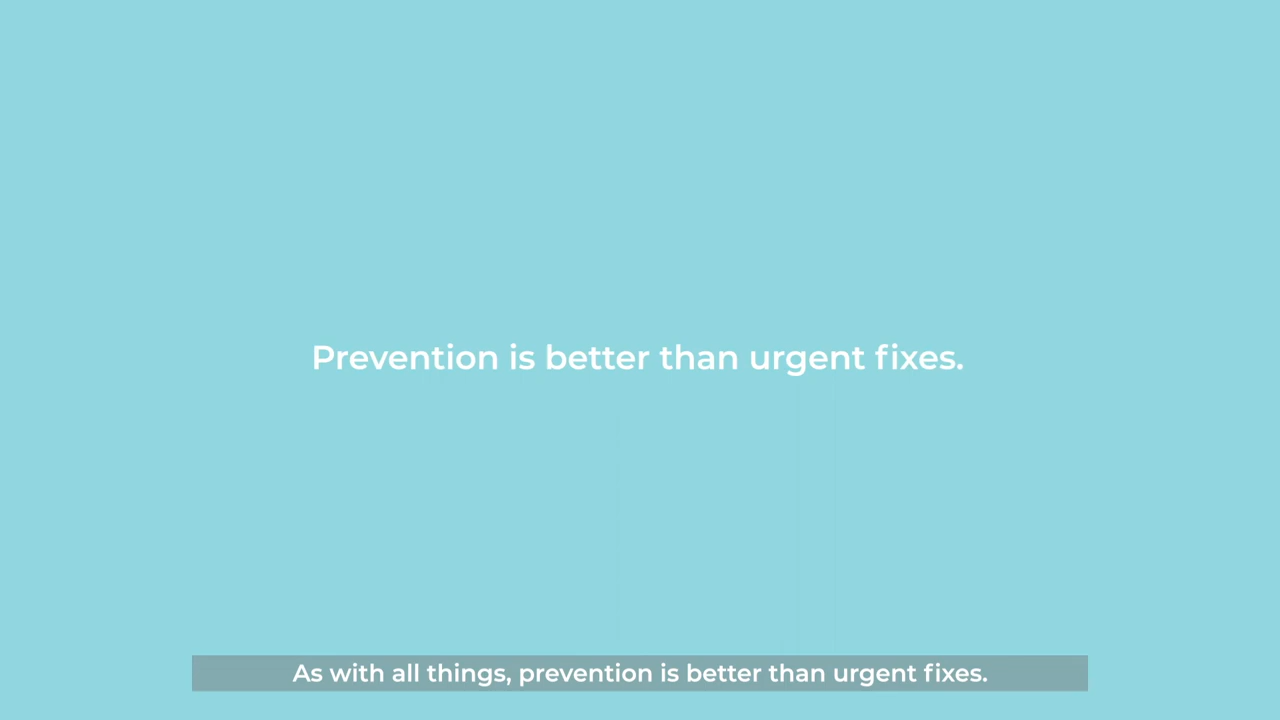 Prevention is better than urgent fixes.
As with all things, prevention is better than urgent fixes.